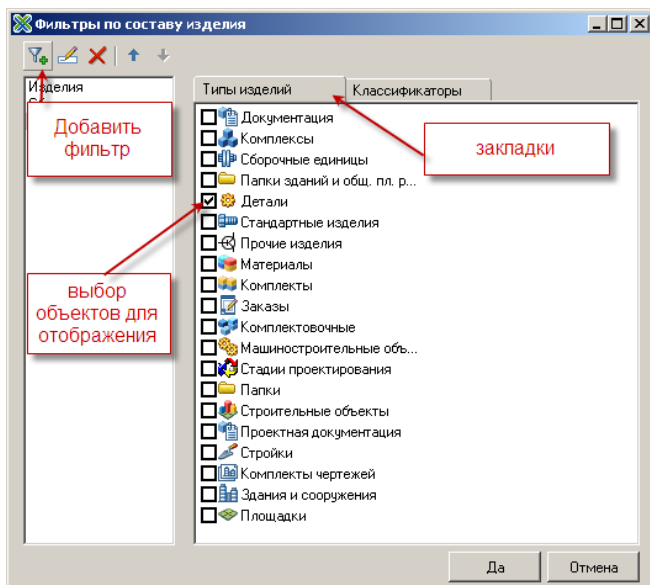 Фильтры по составу изделия
Изделия
Добавить
фильтр
Типы изделий
Классификаторы
закладки
Документация
Комплексы
Сборочные единицы
Папки зданий и общ. пл. р...
Детали
Стандартные изделия
Прочие изделия
Материалы
Комплекты
Заказы
Комплектовочные
Машиностроительные объ...
Стадии проектирования
Папки
Строительные объекты
Проектная документация
Стройки
Комплекты чертежей
Здания и сооружения
Площадки
выбор
объектов для
отображения
Да
Отмена